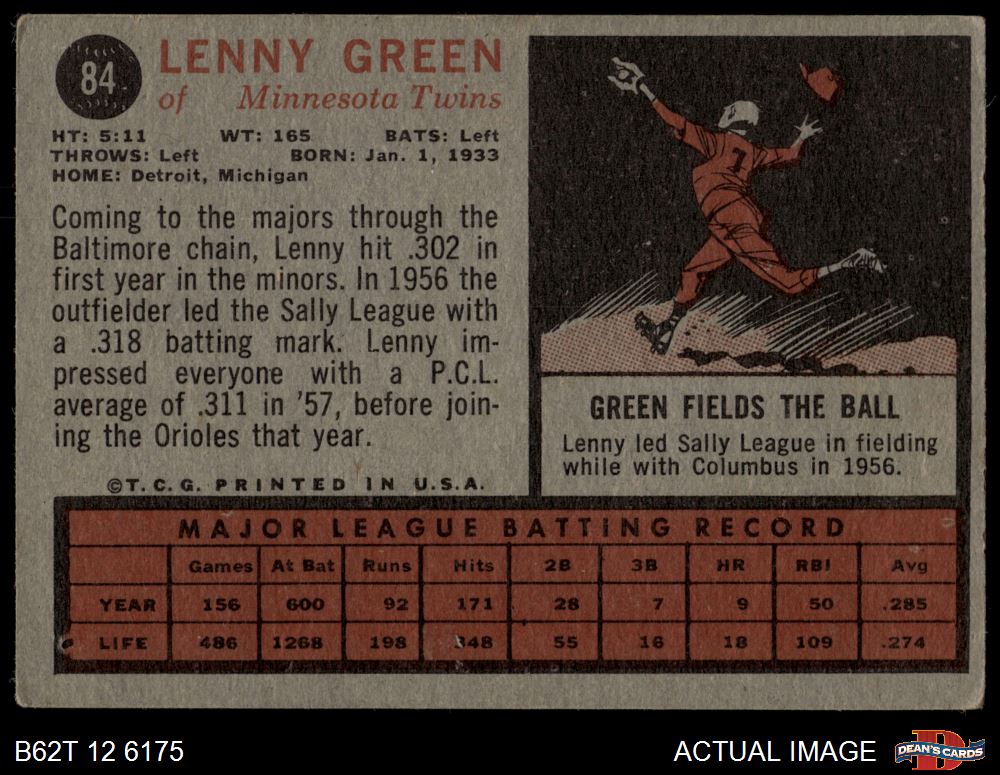 84
LENNY GREEN
of Minnesota Twins
HT: 5:11 WT: 165 BATS: Left
THROWS: Left BORN: Jan. 1, 1933
HOME: Detroit, Michigan
Coming to the majors through the
Baltimore chain, Lenny hit .302 in
first year in the minors. In 1956 the
outfielder led the Sally League with
a .318 batting mark. Lenny im-
pressed everyone with a P.C.L.
average of .311 in '57, before join-
ing the Orioles that year.
©T.C.G. PRINTED IN U.S.A.
7
GREEN FIELDS THE BALL
Lenny led Sally League in fielding
while with Columbus in 1956.
MAJOR LEAGUE BATTING RECORD
Games At Bat Runs Hits 2B 3B HR RBI Avg
YEAR 156 600 92 171 28 7 9 50 .285
LIFE 486 1268 198 348 55 16 18 109 .274
B62T 12 6175
ACTUAL IMAGE
D
DEAN'S CARDS